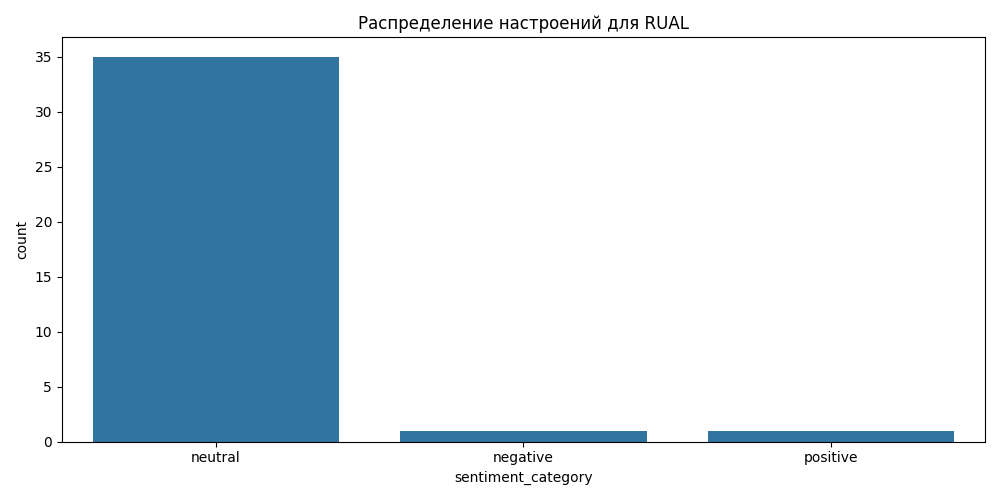 Распределение настроений для RUAL
count
35
30
25
20
15
10
5
0
neutral negative positive
sentiment_category